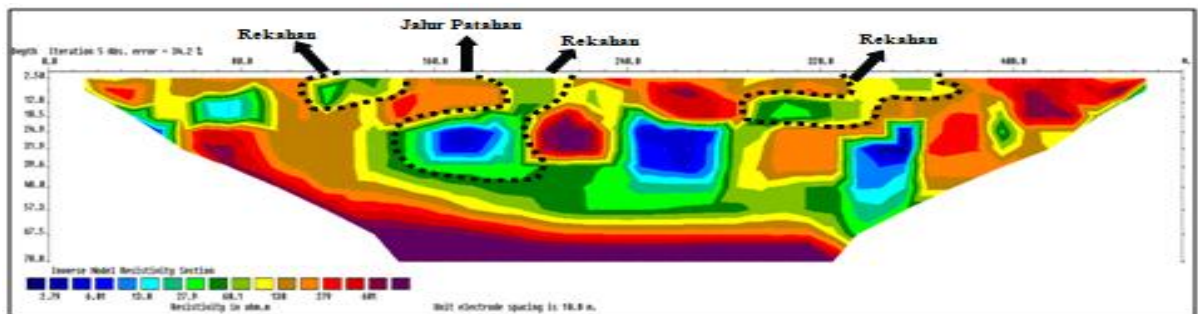 Jalur Patahan
Rekahan
Rekahan
Rekahan
Depth Iteration 5 Abs. error = 34.2 %
0.0 80.0 160.0 240.0 320.0 400.0 m.
2.50
12.0
18.5
24.9
31.9
39.6
48.0
57.3
67.5
78.8
Inverse Model Resistivity Section
2.79 6.01 13.0 27.9 60.1 130 279 601
Resistivity in ohm.m
Unit electrode spacing is 10.0 m.